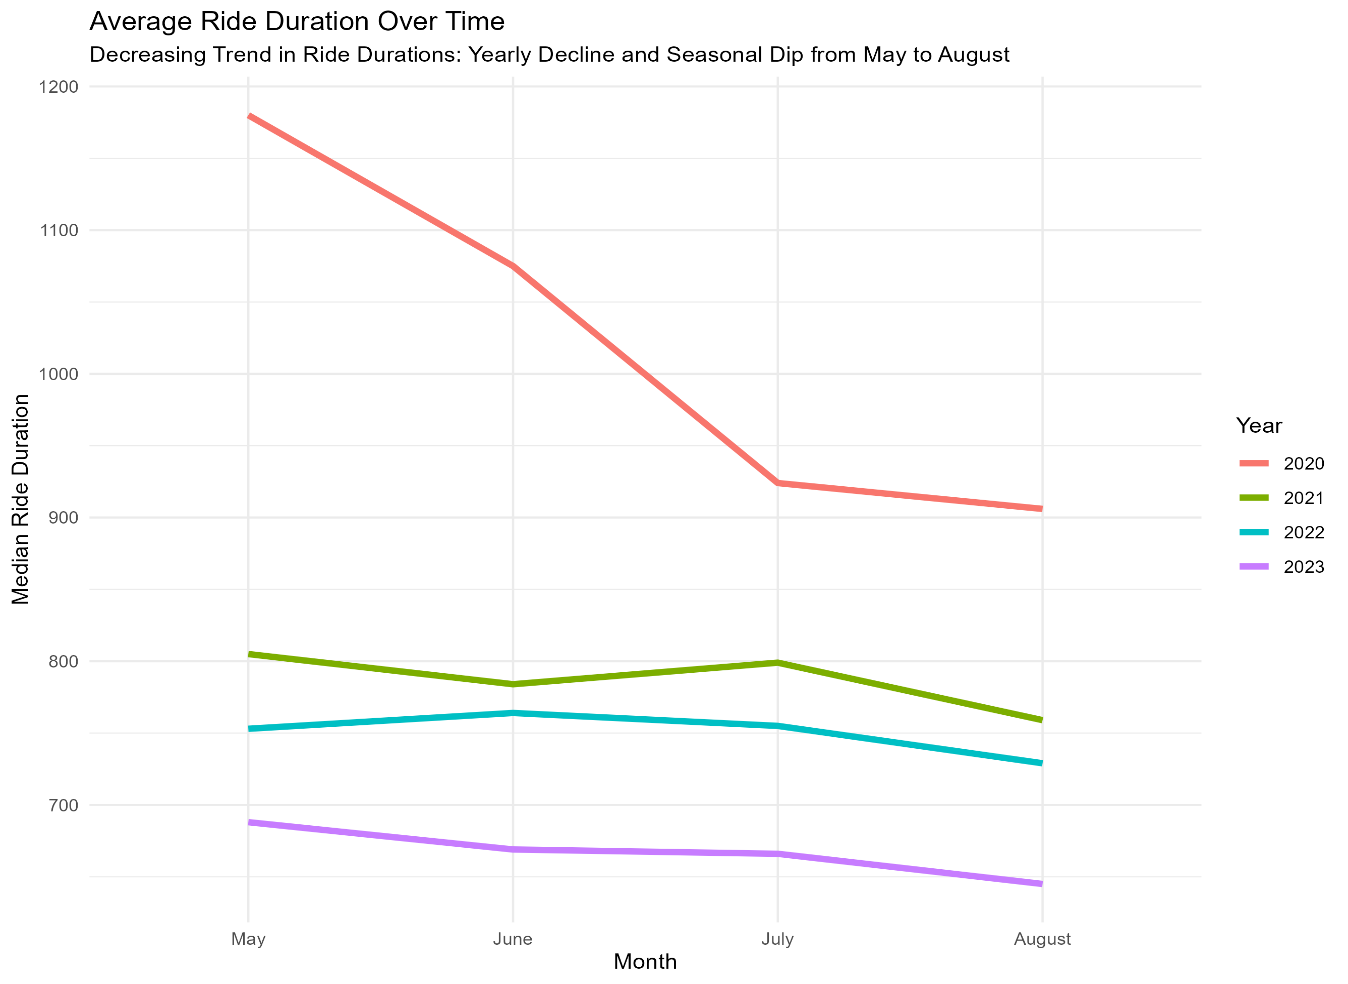 Average Ride Duration Over Time
Decreasing Trend in Ride Durations: Yearly Decline and Seasonal Dip from May to August
1200
1100
1000
900
800
700
Median Ride Duration
May
June
July
August
Month
Year
2020
2021
2022
2023